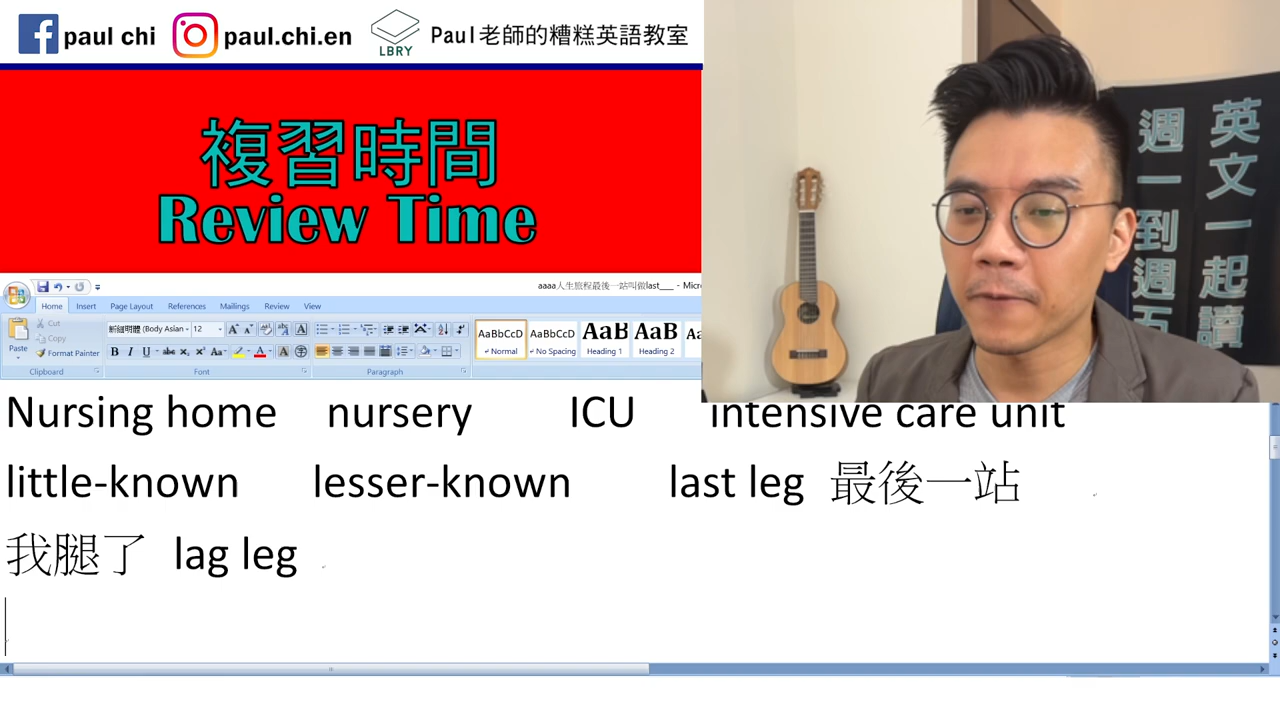 paul chi paul.chi.en LBRY Paul老師的糟糕英語教室
複習時間
Review Time
英文一起讀
週一到週五
aaaa人生旅程最後一站叫做last___ - Micro
Home Insert Page Layout References Mailings Review View
Paste
Cut
Copy
Format Painter
Clipboard
新細明體 (Body Asian 12
Font
Paragraph
AaBbCcD AaBbCcD AaBb AaBb Aa
Normal No Spacing Heading 1 Heading 2
Nursing home nursery ICU intensive care unit
little-known lesser-known last leg 最後一站
我腿了 lag leg